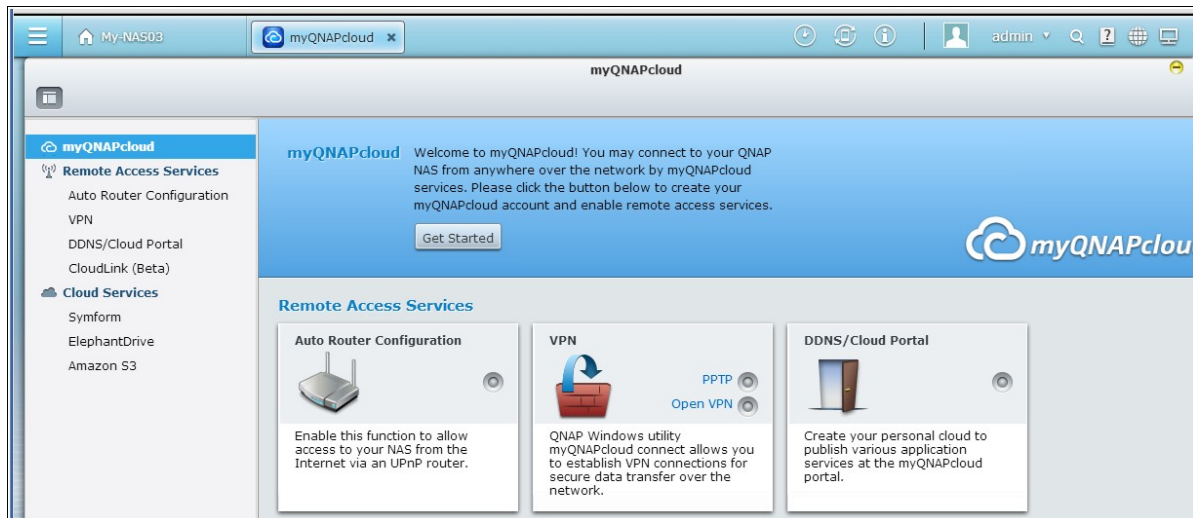 My-NAS03
myQNAPcloud
admin
?
myQNAPcloud
myQNAPcloud
Remote Access Services
Auto Router Configuration
VPN
DDNS/Cloud Portal
CloudLink (Beta)
Cloud Services
Symform
ElephantDrive
Amazon S3
myQNAPcloud
Welcome to myQNAPcloud! You may connect to your QNAP
NAS from anywhere over the network by myQNAPcloud
services. Please click the button below to create your
myQNAPcloud account and enable remote access services.
Get Started
myQNAPclou
Remote Access Services
Auto Router Configuration
Enable this function to allow
access to your NAS from the
Internet via an UPnP router.
VPN
PPTP
Open VPN
QNAP Windows utility
myQNAPcloud connect allows you
to establish VPN connections for
secure data transfer over the
network.
DDNS/Cloud Portal
Create your personal cloud to
publish various application
services at the myQNAPcloud
portal.